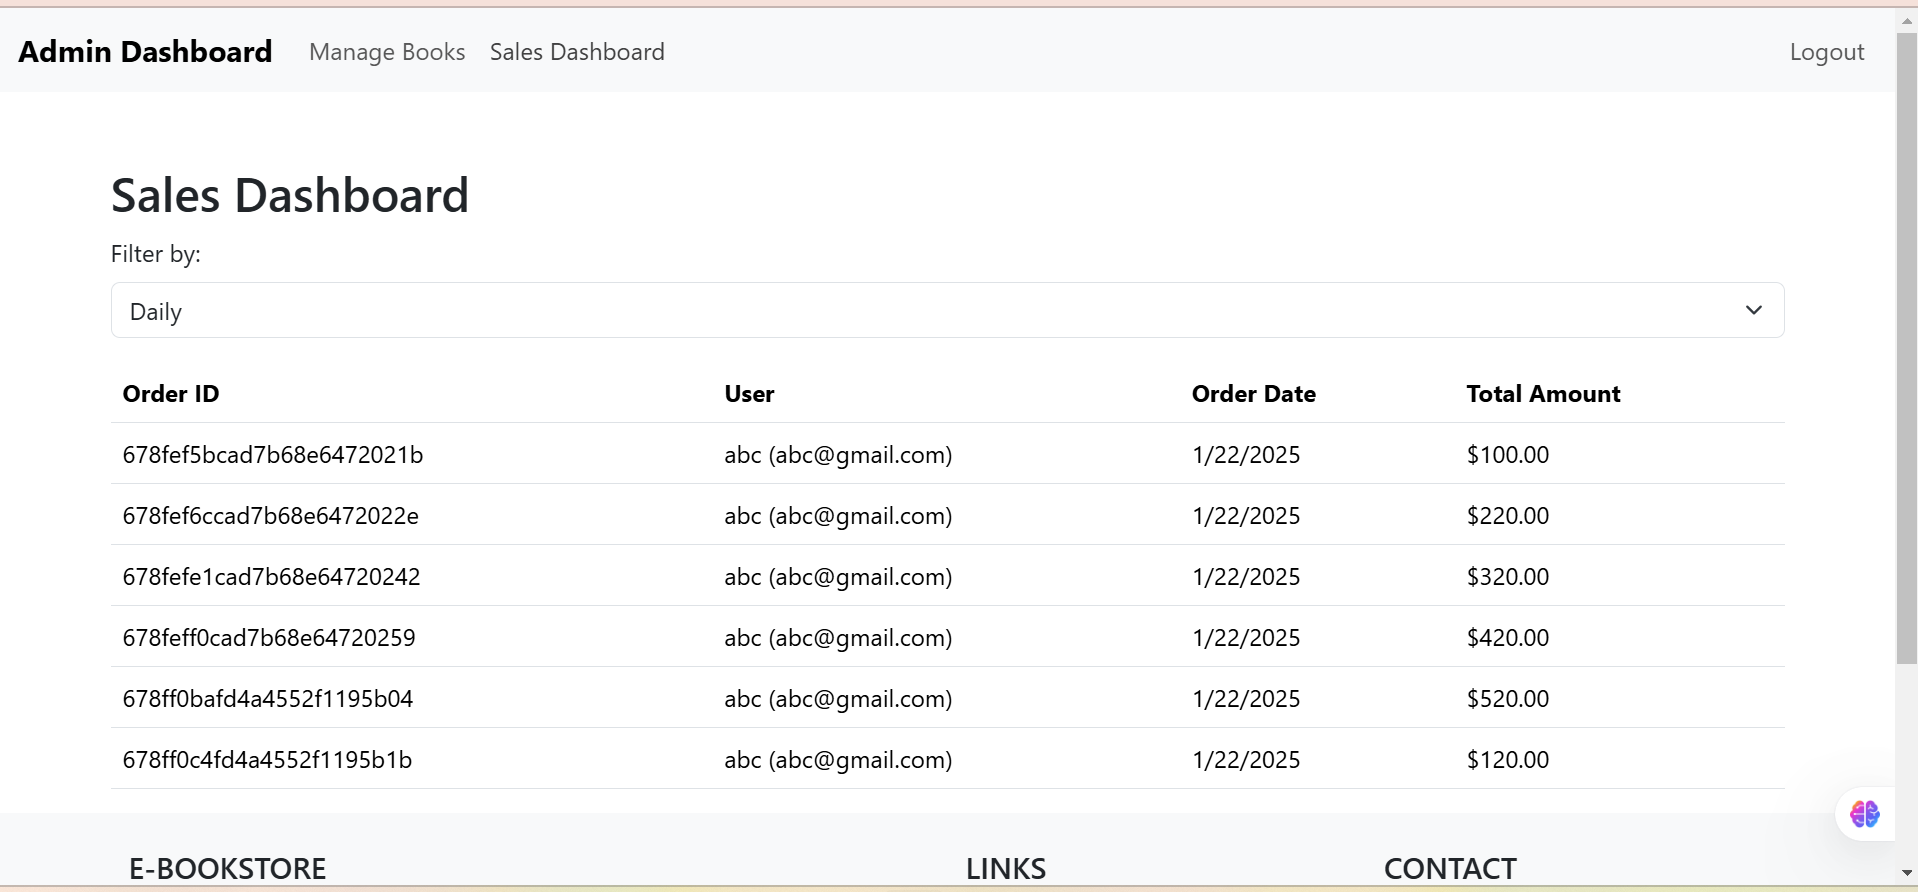 Admin Dashboard Manage Books Sales Dashboard Logout
Sales Dashboard
Filter by:
Daily
Order ID User Order Date Total Amount
678fef5bcad7b68e6472021b abc (abc@gmail.com) 1/22/2025 $100.00
678fef6ccad7b68e6472022e abc (abc@gmail.com) 1/22/2025 $220.00
678fefe1cad7b68e64720242 abc (abc@gmail.com) 1/22/2025 $320.00
678feff0cad7b68e64720259 abc (abc@gmail.com) 1/22/2025 $420.00
678ff0bafd4a4552f1195b04 abc (abc@gmail.com) 1/22/2025 $520.00
678ff0c4fd4a4552f1195b1b abc (abc@gmail.com) 1/22/2025 $120.00
E-BOOKSTORE LINKS CONTACT